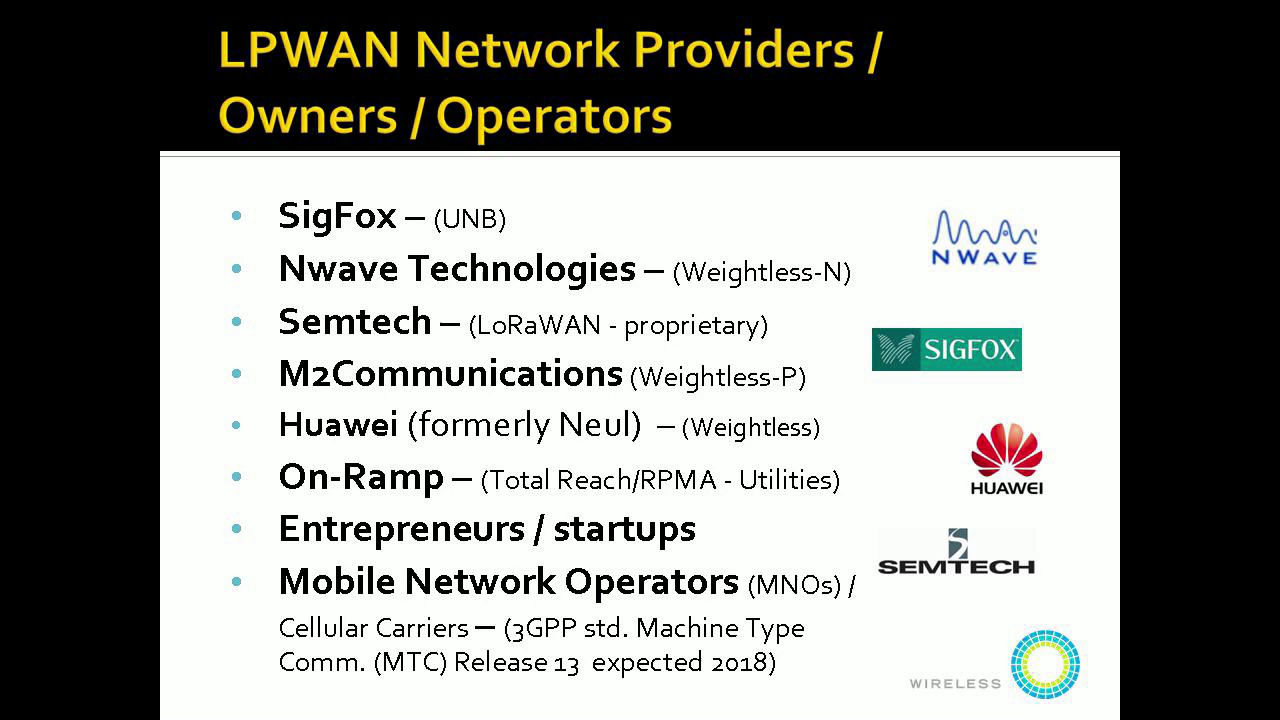 LPWAN Network Providers /
Owners / Operators
• SigFox – (UNB)
• Nwave Technologies – (Weightless-N)
• Semtech – (LoRaWAN - proprietary)
• M2Communications (Weightless-P)
• Huawei (formerly Neul) – (Weightless)
• On-Ramp – (Total Reach/RPMA - Utilities)
• Entrepreneurs / startups
• Mobile Network Operators (MNOs) /
Cellular Carriers – (3GPP std. Machine Type
Comm. (MTC) Release 13 expected 2018)
NWAVE
SIGFOX
HUAWEI
SEMTECH
WIRELESS